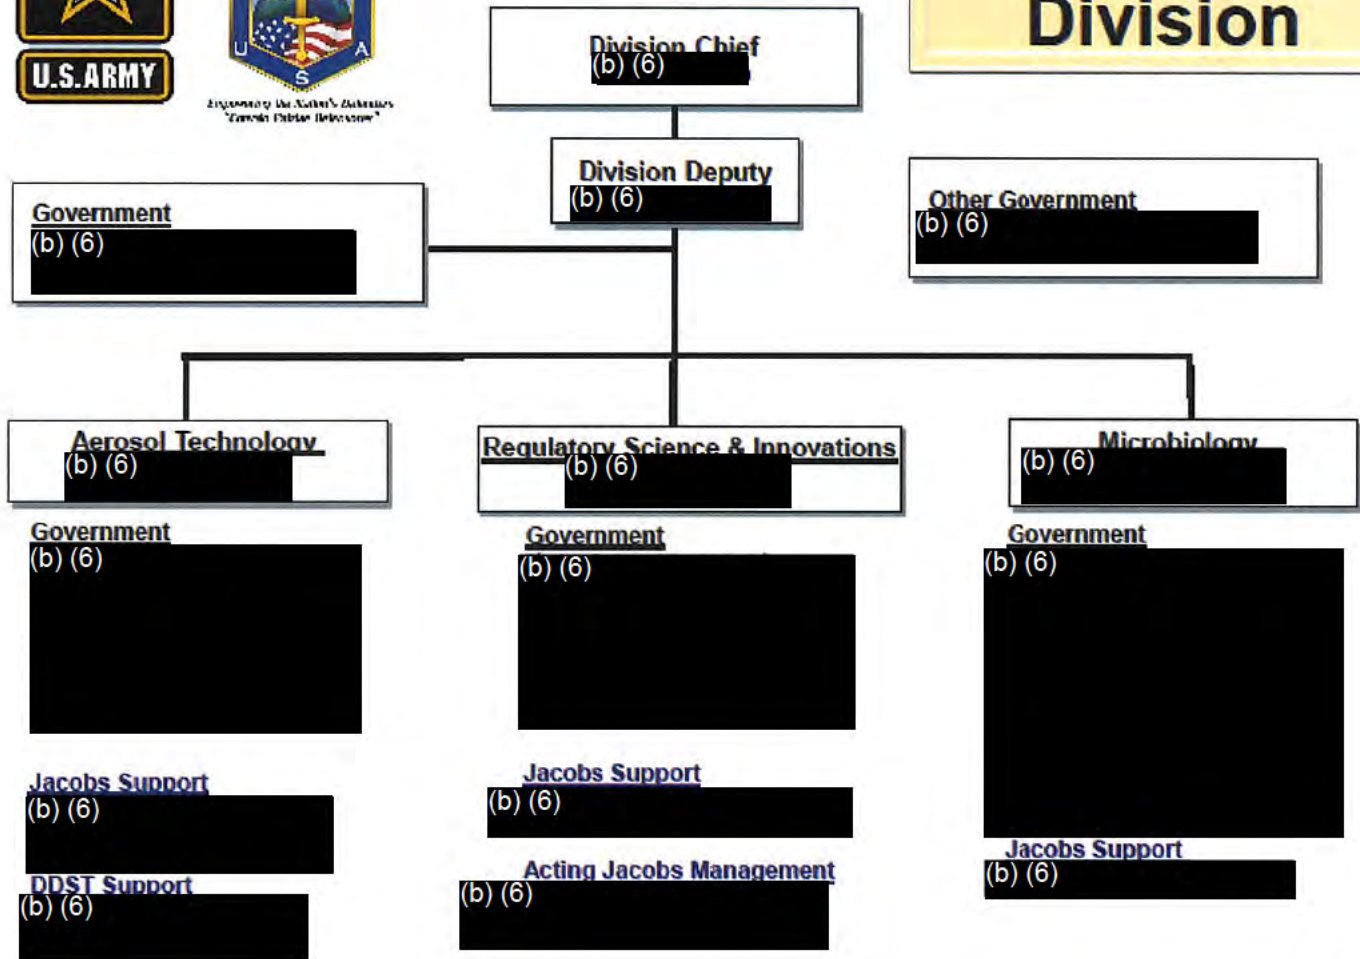 Division
U.S.ARMY
U S A
Division Chief
(b) (6)
Division Deputy
(b) (6)
Government
(b) (6)
Other Government
(b) (6)
Aerosol Technology
(b) (6)
Regulatory Science & Innovations
(b) (6)
Microbiology
(b) (6)
Government
(b) (6)
Jacobs Support
(b) (6)
DDST Support
(b) (6)
Government
(b) (6)
Jacobs Support
(b) (6)
Acting Jacobs Management
(b) (6)
Government
(b) (6)
Jacobs Support
(b) (6)